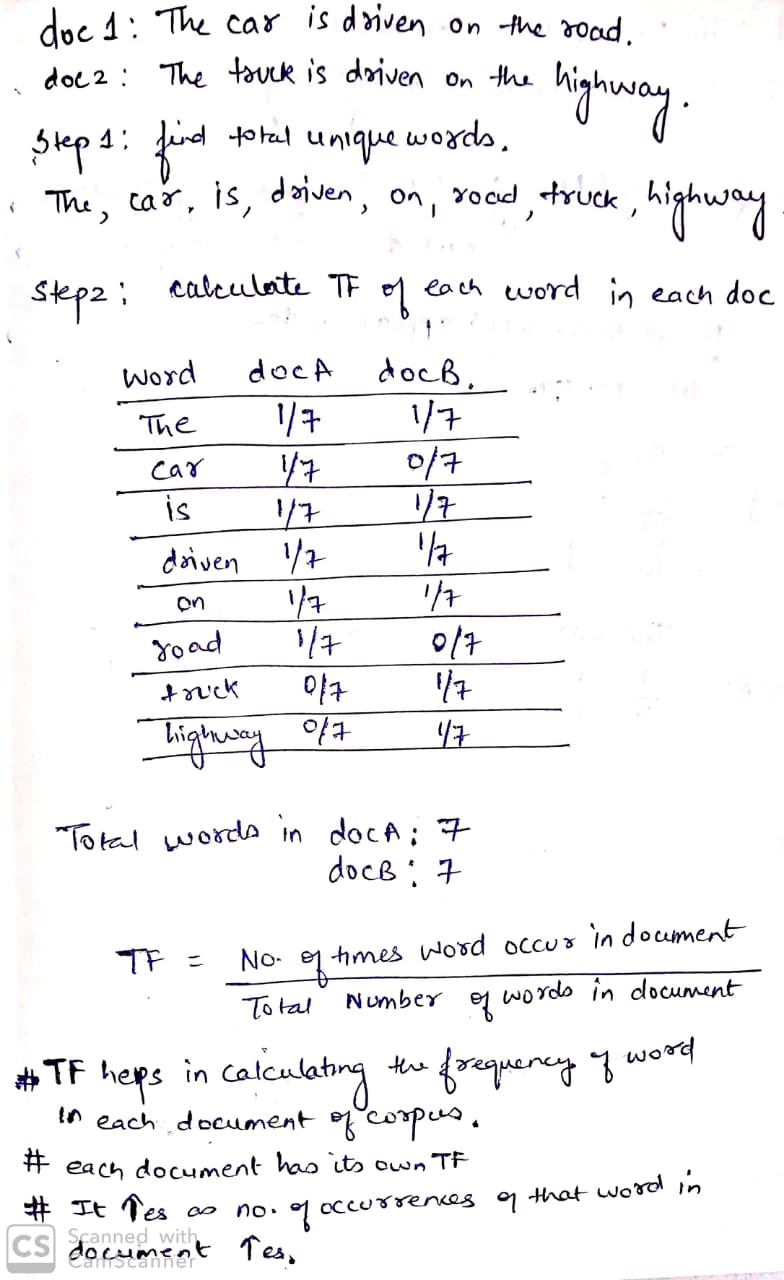 doc 1: The car is driven on the road.
doc2: The truck is driven on the highway.
Step 1: find total unique words.
The, car, is, driven, on, road, truck, highway
Step2: calculate TF of each word in each doc
Word docA docB.
The 1/7 1/7
car 1/7 0/7
is 1/7 1/7
driven 1/7 1/7
on 1/7 1/7
road 1/7 0/7
truck 0/7 1/7
highway 0/7 1/7
Total words in docA: 7
docB: 7
TF = No. of times word occur in document
Total Number of words in document
# TF heps in calculating the frequency of word
in each document of corpus.
# each document has its own TF
# It ↑es as no. of occurrences of that word in
document ↑es.
CS Scanned with
CamScanner